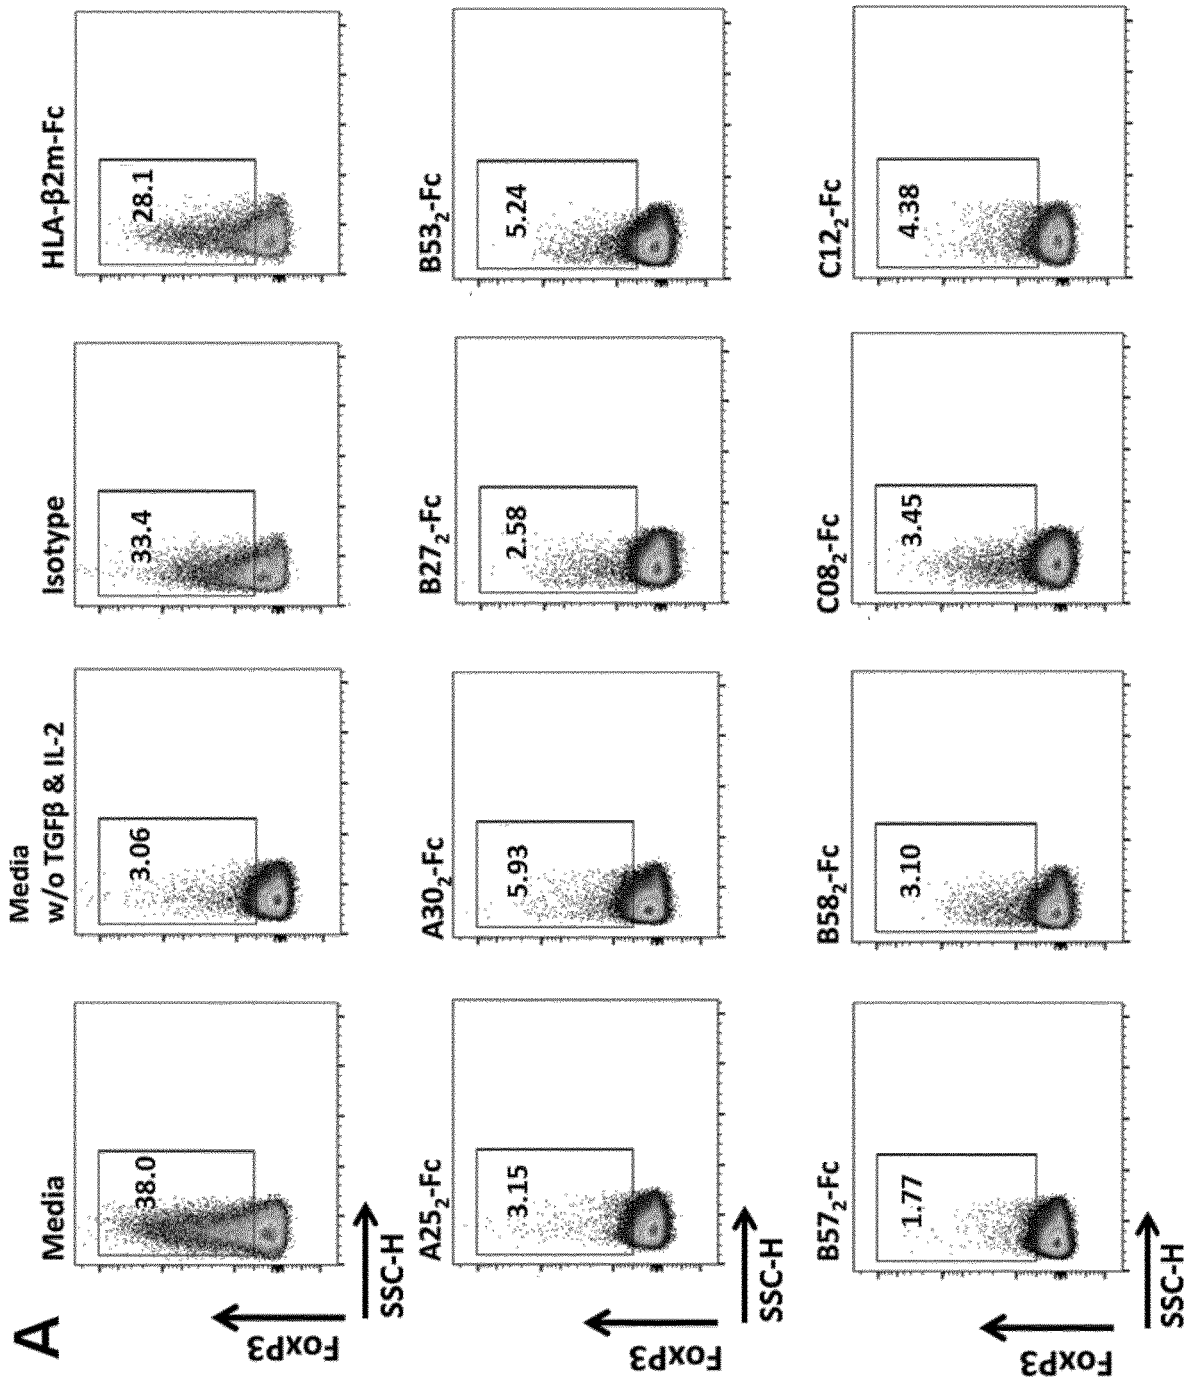 A
Media
Media
w/o TGFβ & IL-2
Isotype
HLA-β2m-Fc
38.0
3.06
33.4
28.1
FoxP3
SSC-H
A25₂-Fc
A30₂-Fc
B27₂-Fc
B53₂-Fc
3.15
5.93
2.58
5.24
FoxP3
SSC-H
B57₂-Fc
B58₂-Fc
C08₂-Fc
C12₂-Fc
1.77
3.10
3.45
4.38
FoxP3
SSC-H